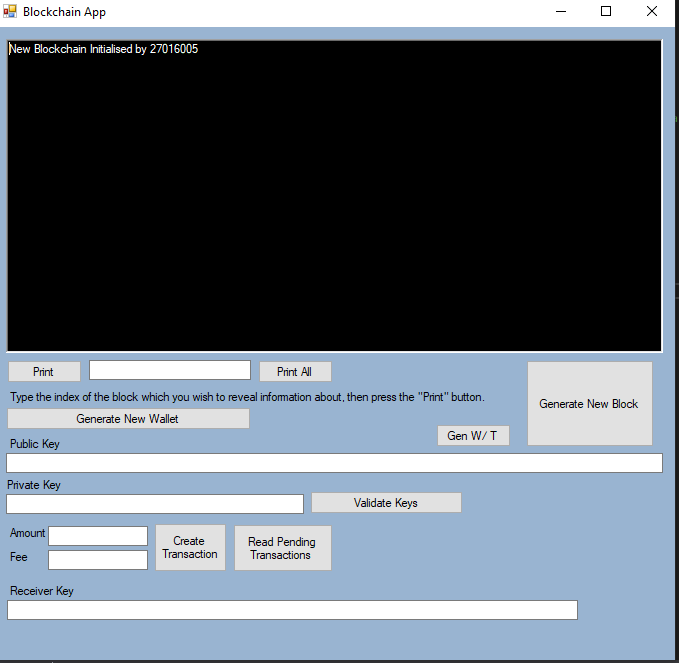 Blockchain App
New Blockchain Initialised by 27016005
Print
Print All
Generate New Block
Type the index of the block which you wish to reveal information about, then press the "Print" button.
Generate New Wallet
Gen W/ T
Public Key
Private Key
Validate Keys
Amount
Create
Transaction
Read Pending
Transactions
Fee
Receiver Key